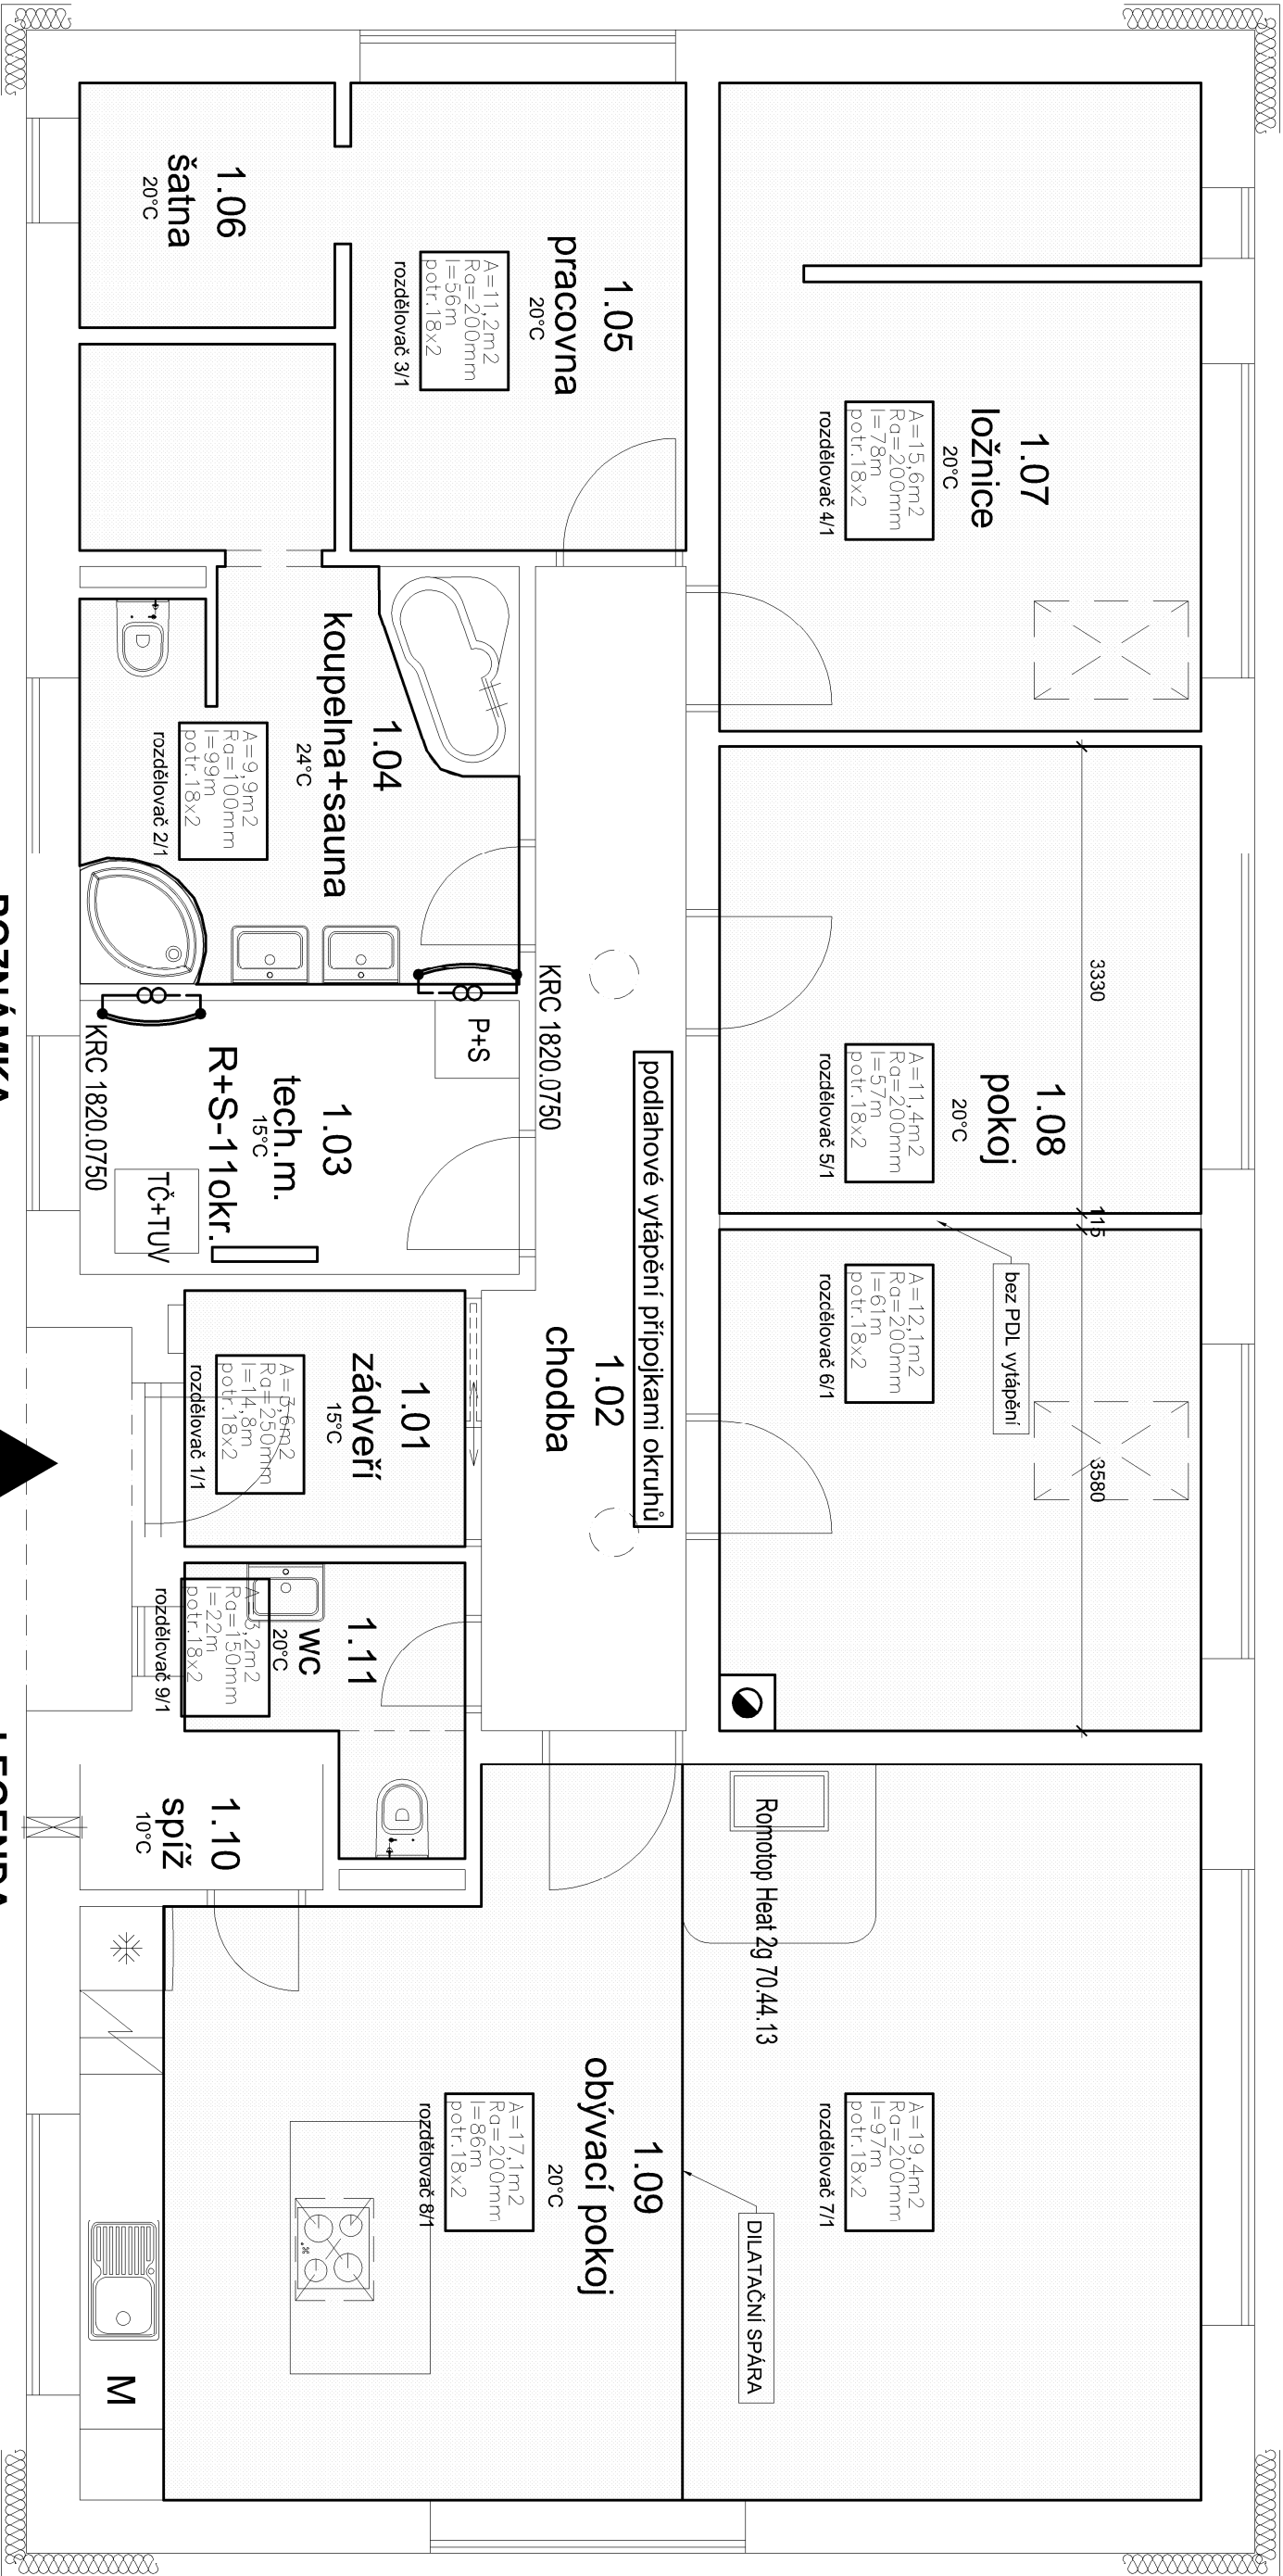 1.07
ložnice
20°C
A=15,6m2
Ra=200mm
l=78m
potr.18x2
rozdělovač 4/1
3330
115
3580
1.08
pokoj
20°C
A=11,4m2
Ra=200mm
l=57m
potr.18x2
rozdělovač 5/1
bez PDL vytápění
A=12,1m2
Ra=200mm
l=61m
potr.18x2
rozdělovač 6/1
A=19,4m2
Ra=200mm
l=97m
potr.18x2
rozdělovač 7/1
Romotop Heat 2g 70.44.13
DILATAČNÍ SPÁRA
1.05
pracovna
20°C
A=11,2m2
Ra=200mm
l=56m
potr.18x2
rozdělovač 3/1
podlahové vytápění přípojkami okruhů
1.02
chodba
1.09
obývací pokoj
20°C
A=17,1m2
Ra=200mm
l=86m
potr.18x2
rozdělovač 8/1
KRC 1820.0750
P+S
1.04
koupelna+sauna
24°C
A=9,9m2
Ra=100mm
l=99m
potr.18x2
rozdělovač 2/1
1.03
tech.m.
15°C
R+S-11okr.
TČ+TUV
KRC 1820.0750
1.01
zádveří
15°C
A=3,6m2
Ra=250mm
l=14,8m
potr.18x2
rozdělovač 1/1
1.11
wc
20°C
A=3,2m2
Ra=150mm
l=22m
potr.18x2
rozdělovač 9/1
1.06
šatna
20°C
1.10
spíž
10°C
M
POZNÁMKA
LEGENDA